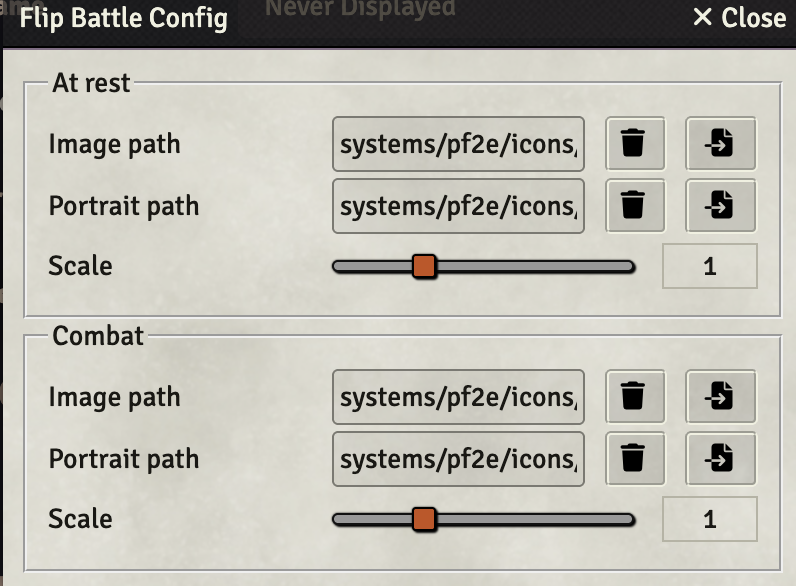 Never Displayed
Flip Battle Config
× Close
At rest
Image path systems/pf2e/icons/
Portrait path systems/pf2e/icons/
Scale 1
Combat
Image path systems/pf2e/icons/
Portrait path systems/pf2e/icons/
Scale 1